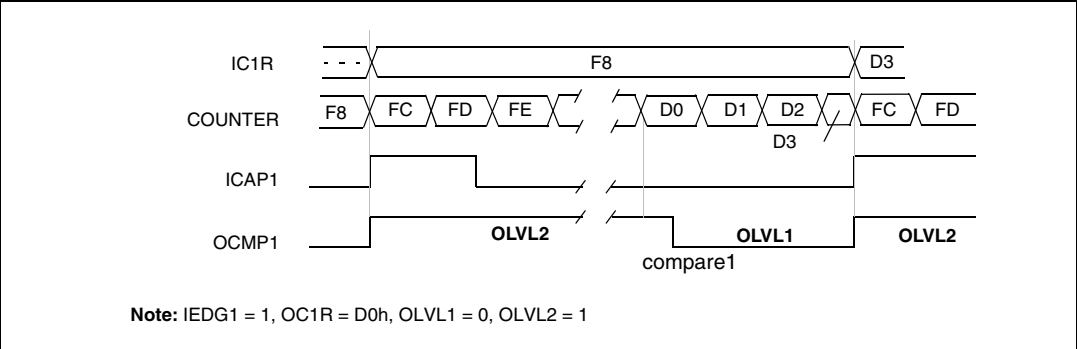 IC1R - - - F8 D3
COUNTER F8 FC FD FE D0 D1 D2 FC FD
D3
ICAP1
OCMP1 OLVL2 OLVL1 OLVL2
compare1
Note: IEDG1 = 1, OC1R = D0h, OLVL1 = 0, OLVL2 = 1